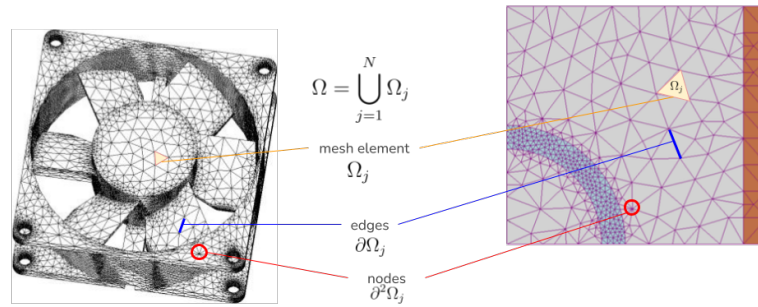 Ω = ⋃_{j=1}^{N} Ω_j
mesh element
Ω_j
edges
∂Ω_j
nodes
∂²Ω_j
Ω_j